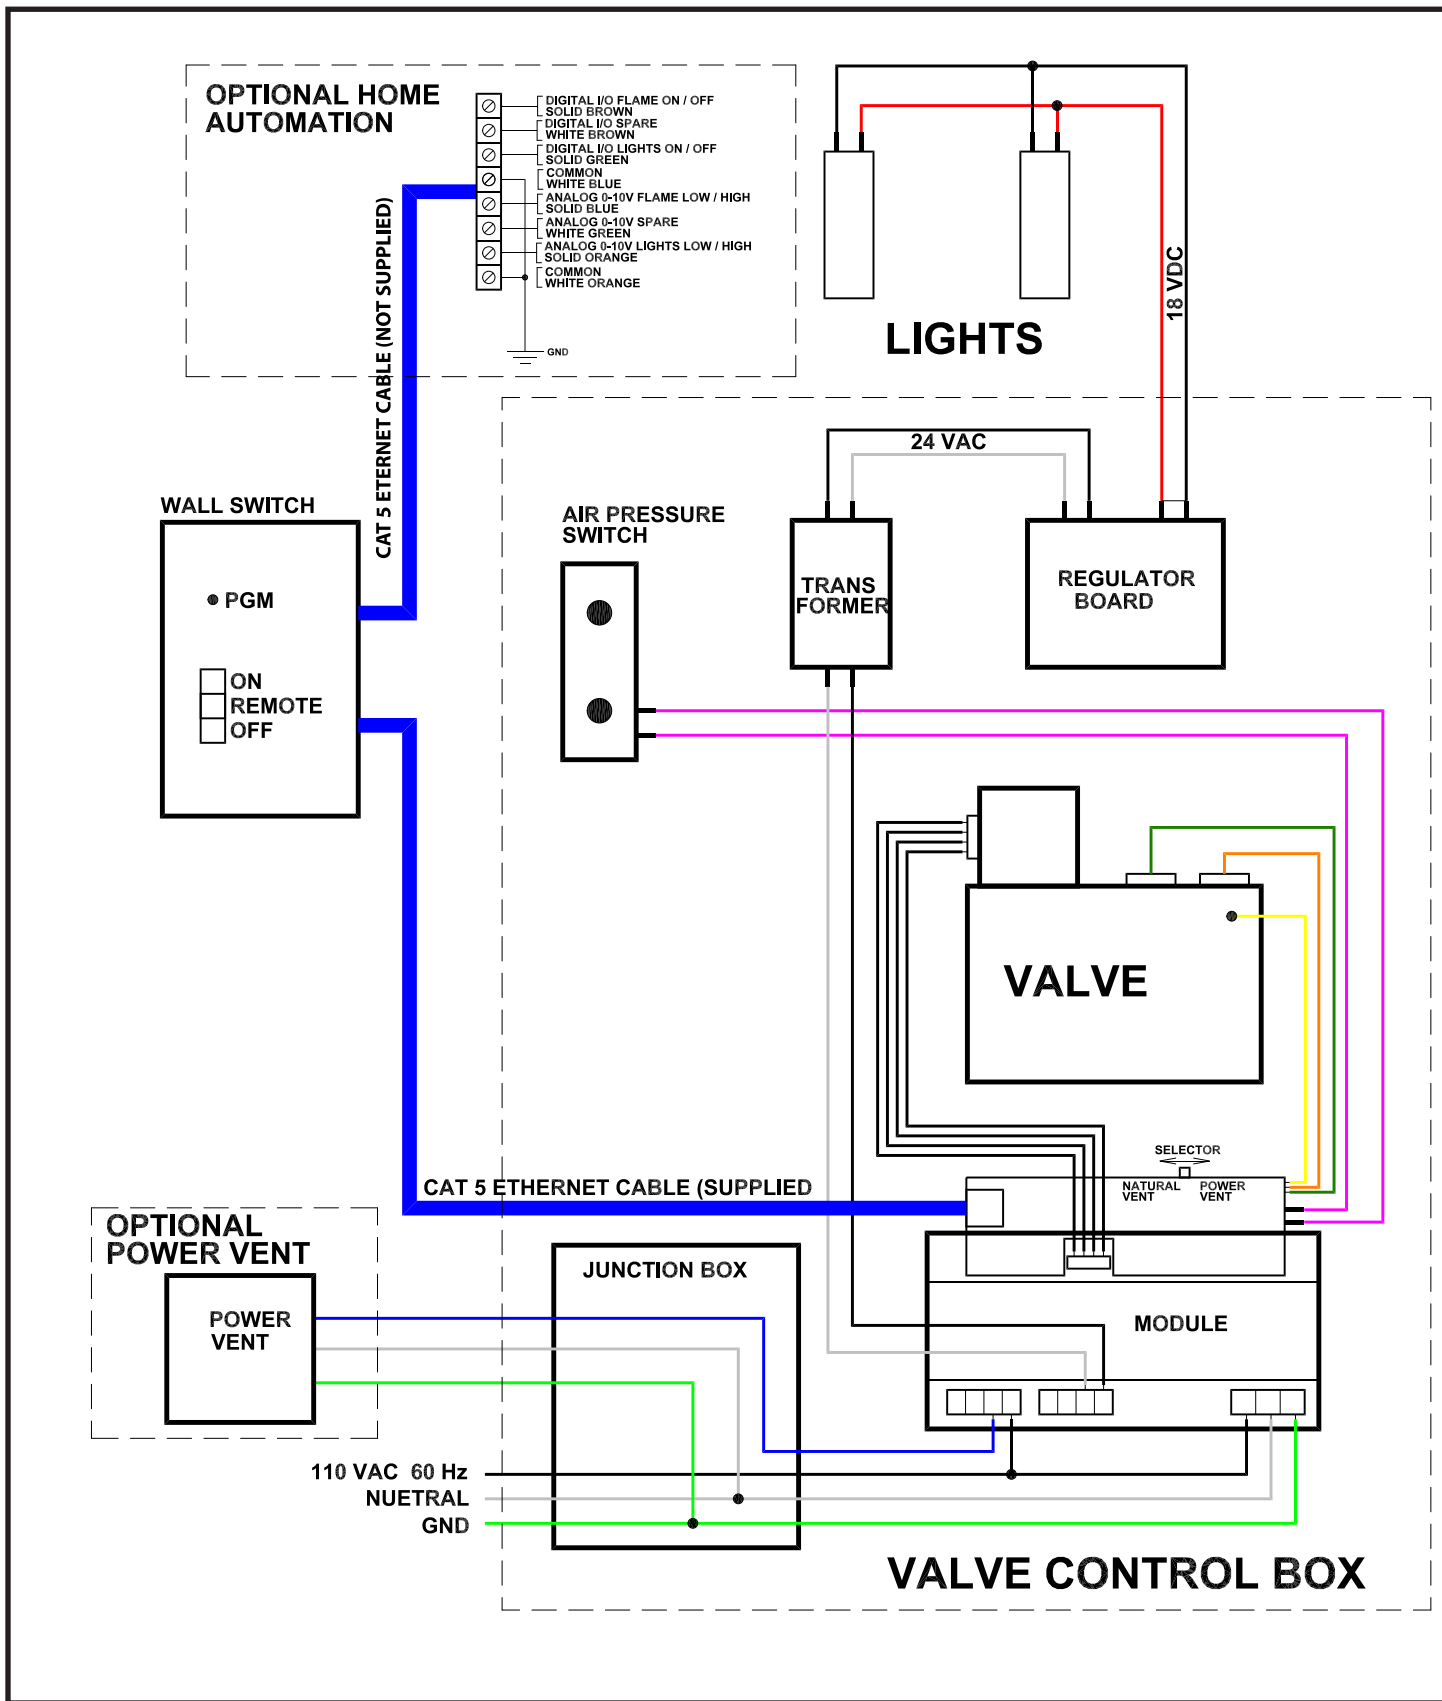 OPTIONAL HOME
AUTOMATION
DIGITAL I/O FLAME ON / OFF
SOLID BROWN
DIGITAL I/O SPARE
WHITE BROWN
DIGITAL I/O LIGHTS ON / OFF
SOLID GREEN
COMMON
WHITE BLUE
ANALOG 0-10V FLAME LOW / HIGH
SOLID BLUE
ANALOG 0-10V SPARE
WHITE GREEN
ANALOG 0-10V LIGHTS LOW / HIGH
SOLID ORANGE
COMMON
WHITE ORANGE
GND
CAT 5 ETERNET CABLE (NOT SUPPLIED)
LIGHTS
18 VDC
24 VAC
WALL SWITCH
PGM
ON
REMOTE
OFF
AIR PRESSURE
SWITCH
TRANS
FORMER
REGULATOR
BOARD
VALVE
SELECTOR
NATURAL
VENT
POWER
VENT
CAT 5 ETHERNET CABLE (SUPPLIED
OPTIONAL
POWER VENT
POWER
VENT
JUNCTION BOX
MODULE
110 VAC 60 Hz
NUETRAL
GND
VALVE CONTROL BOX